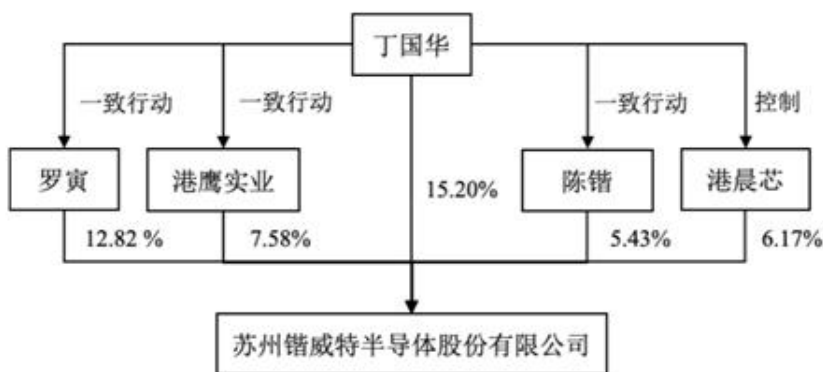 丁国华
一致行动
一致行动
一致行动
控制
罗寅
港鹰实业
15.20%
陈锴
港晨芯
12.82 %
7.58%
5.43%
6.17%
苏州锴威特半导体股份有限公司